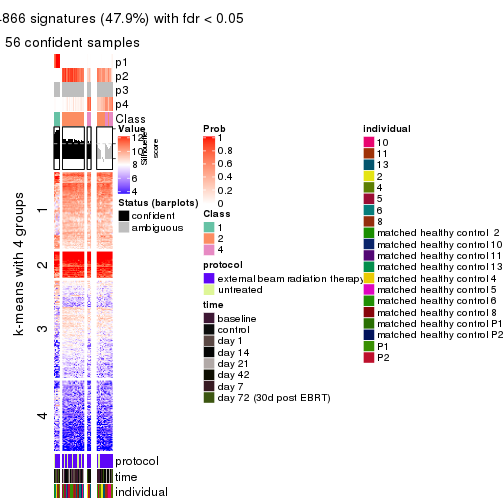 4866 signatures (47.9%) with fdr < 0.05
56 confident samples
p1
p2
p3
p4
Class
Silhouette
score
k-means with 4 groups
1
2
3
4
protocol
time
individual
Value
12
10
8
6
4
Status (barplots)
confident
ambiguous
Prob
1
0.8
0.6
0.4
0.2
0
Class
1
2
4
protocol
external beam radiation therapy
untreated
time
baseline
control
day 1
day 14
day 21
day 42
day 7
day 72 (30d post EBRT)
individual
10
11
13
2
4
5
6
8
matched healthy control 2
matched healthy control 10
matched healthy control 11
matched healthy control 13
matched healthy control 4
matched healthy control 5
matched healthy control 6
matched healthy control 8
matched healthy control P1
matched healthy control P2
P1
P2